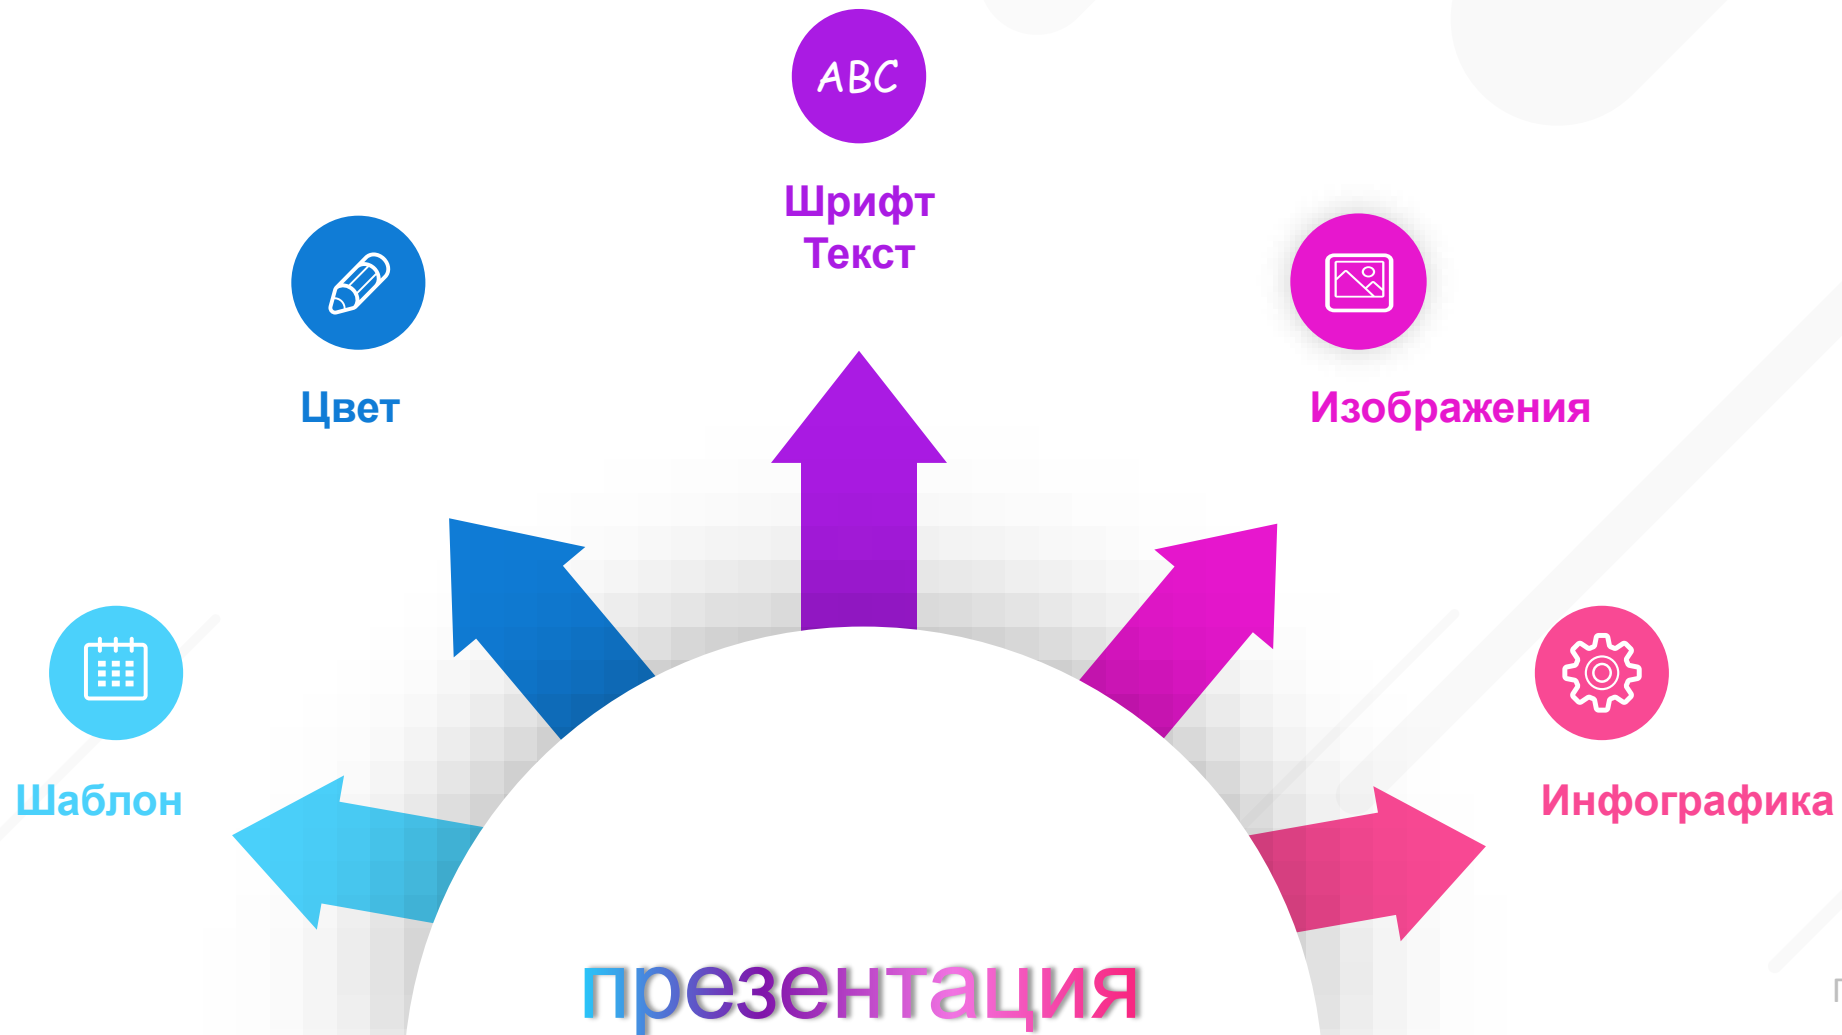 ABC
Шрифт
Текст
Цвет
Изображения
Шаблон
Инфографика
презентация